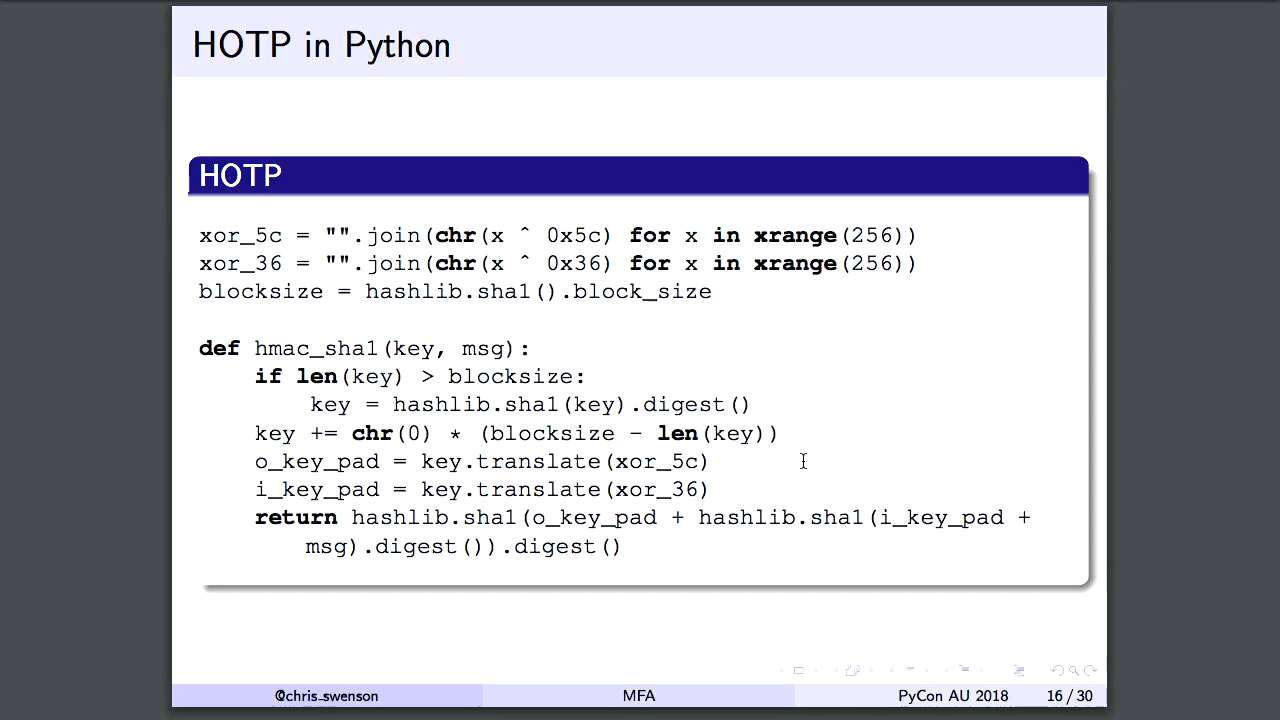 HOTP in Python
HOTP
xor_5c = "".join(chr(x ^ 0x5c) for x in xrange(256))
xor_36 = "".join(chr(x ^ 0x36) for x in xrange(256))
blocksize = hashlib.sha1().block_size
def hmac_sha1(key, msg):
    if len(key) > blocksize:
        key = hashlib.sha1(key).digest()
    key += chr(0) * (blocksize - len(key))
    o_key_pad = key.translate(xor_5c)
    i_key_pad = key.translate(xor_36)
    return hashlib.sha1(o_key_pad + hashlib.sha1(i_key_pad +
        msg).digest()).digest()
@chris_swenson MFA PyCon AU 2018 16 / 30